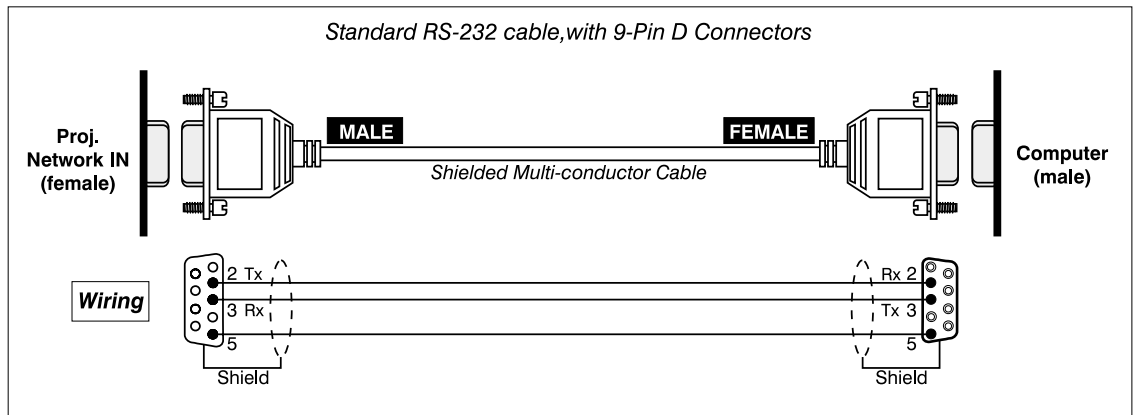 Standard RS-232 cable,with 9-Pin D Connectors
MALE
FEMALE
Proj.
Network IN
(female)
Shielded Multi-conductor Cable
Computer
(male)
Wiring
2 Tx
Rx 2
3 Rx
Tx 3
5
5
Shield
Shield